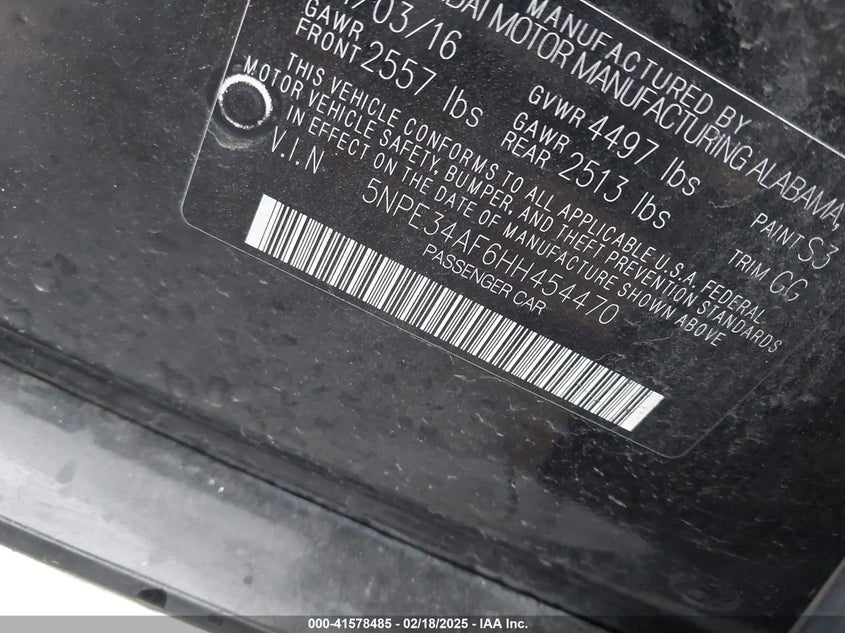 MANUFACTURED BY
MOTOR MANUFACTURING ALABAMA,
/03/16
GAWR FRONT 2557 lbs
GVWR 4497 lbs
GAWR REAR 2513 lbs
PAINT S3
TRIM GG
THIS VEHICLE CONFORMS TO ALL APPLICABLE U.S.A. FEDERAL
MOTOR VEHICLE SAFETY, BUMPER, AND THEFT PREVENTION STANDARDS
IN EFFECT ON THE DATE OF MANUFACTURE SHOWN ABOVE
V.I.N 5NPE34AF6HH454470
PASSENGER CAR
000-41578485 - 02/18/2025 - IAA Inc.